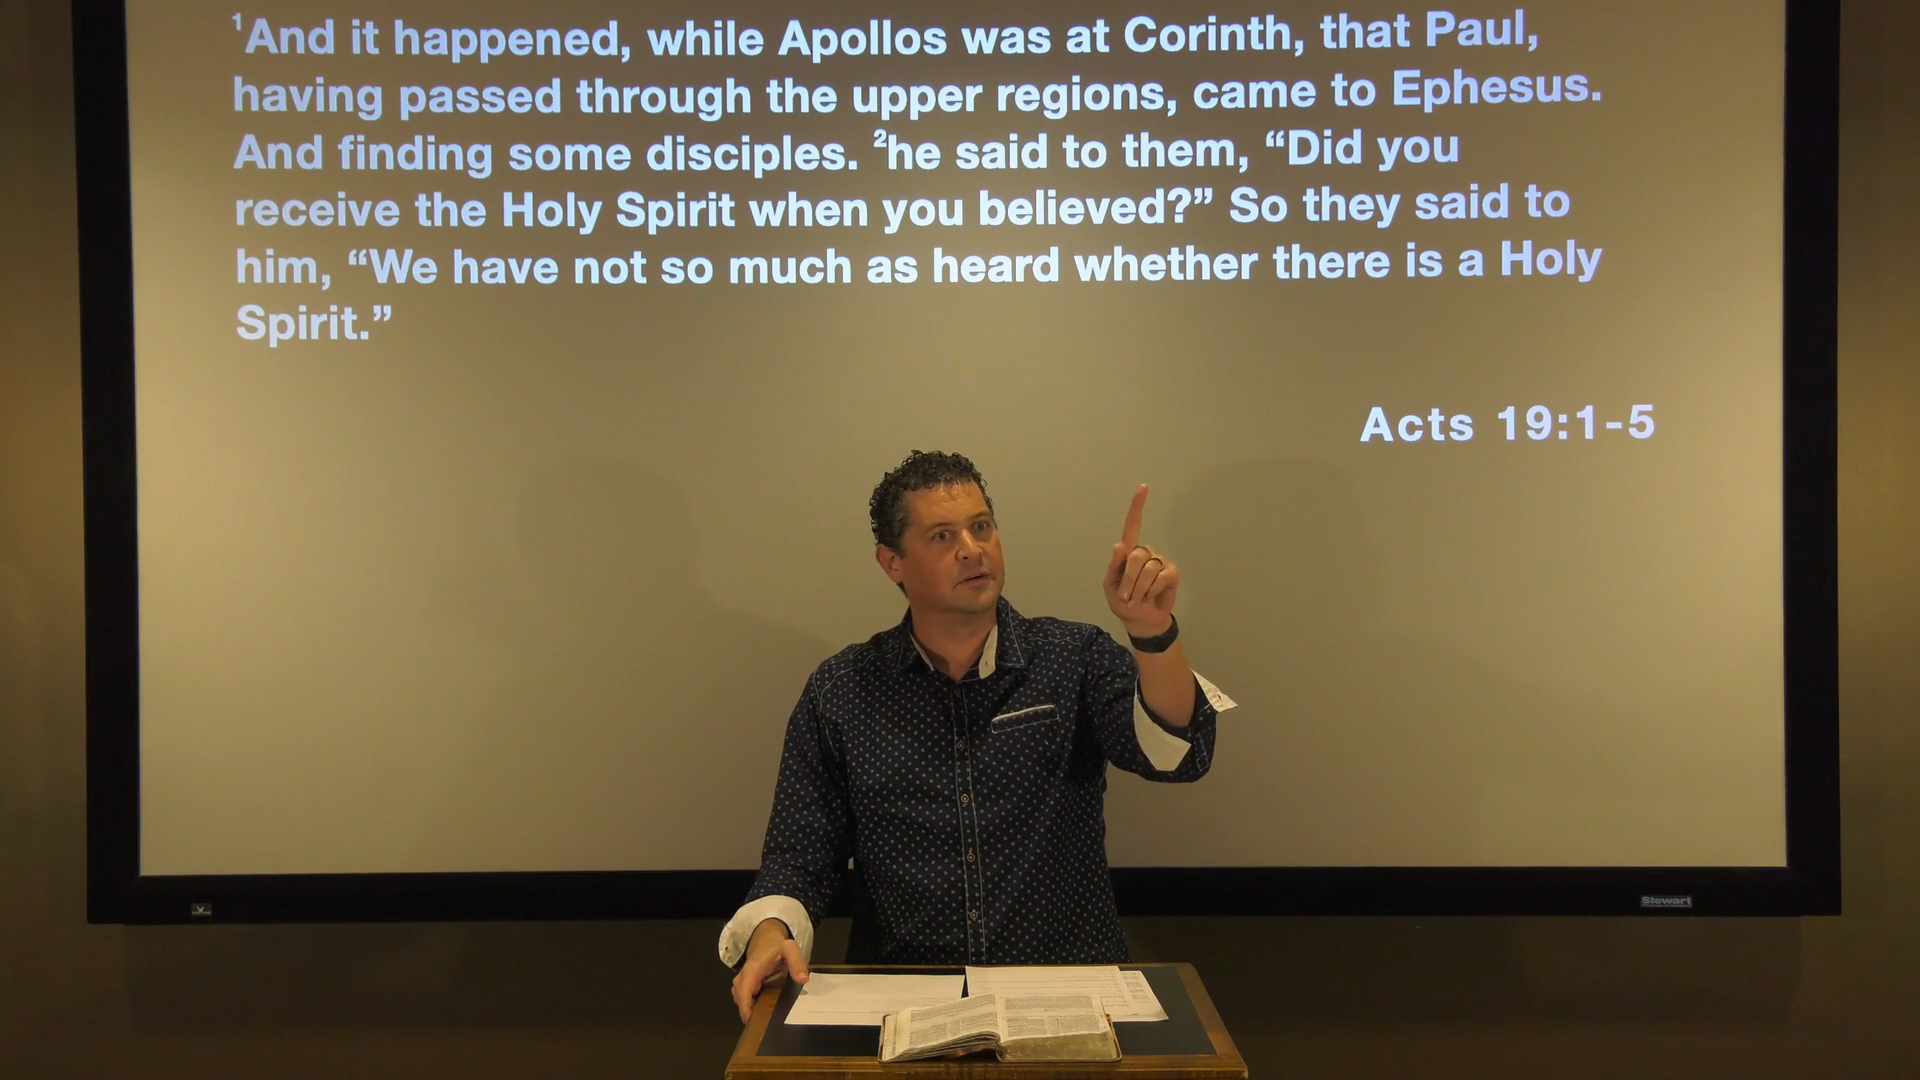 ¹And it happened, while Apollos was at Corinth, that Paul,
having passed through the upper regions, came to Ephesus.
And finding some disciples. ²he said to them, “Did you
receive the Holy Spirit when you believed?” So they said to
him, “We have not so much as heard whether there is a Holy
Spirit.”
Acts 19:1-5
Stewart